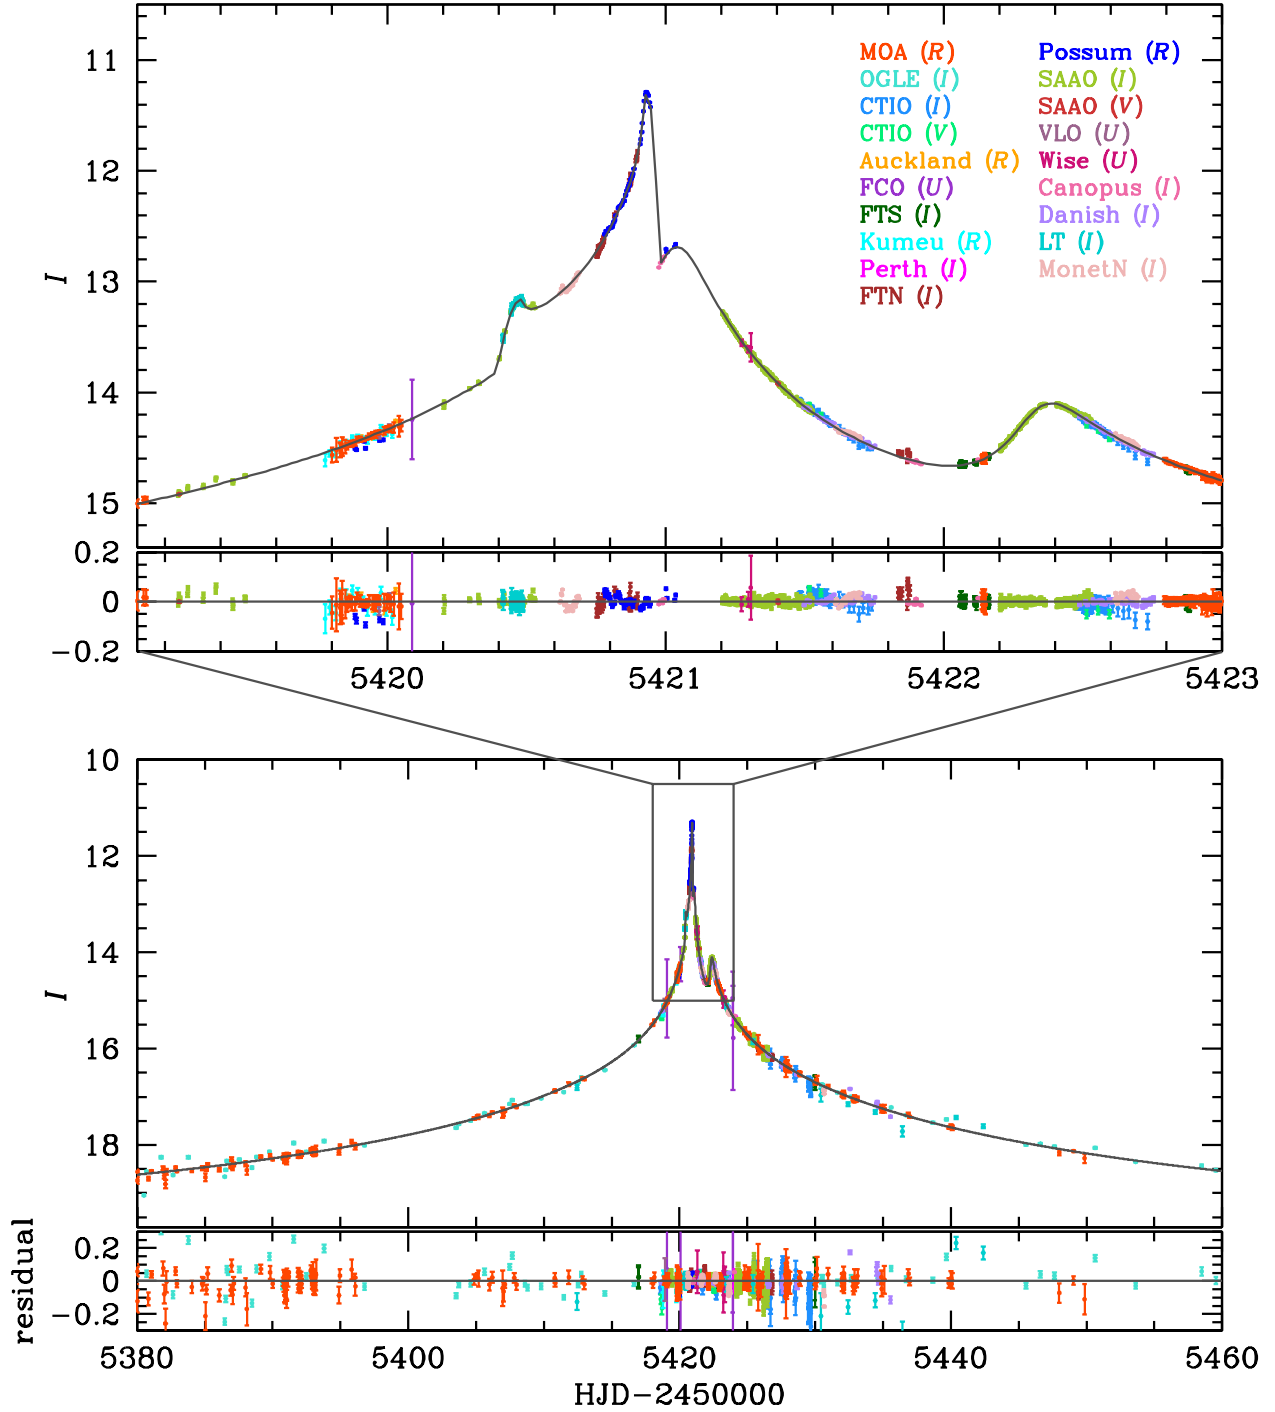 11
12
13
14
15
I
MOA (R)
OGLE (I)
CTIO (I)
CTIO (V)
Auckland (R)
FCO (U)
FTS (I)
Kumeu (R)
Perth (I)
FTN (I)
Possum (R)
SAAO (I)
SAAO (V)
VLO (U)
Wise (U)
Canopus (I)
Danish (I)
LT (I)
MonetN (I)
0.2
0
−0.2
5420
5421
5422
5423
10
12
14
16
18
I
residual
0.2
0
−0.2
5380
5400
5420
5440
5460
HJD−2450000